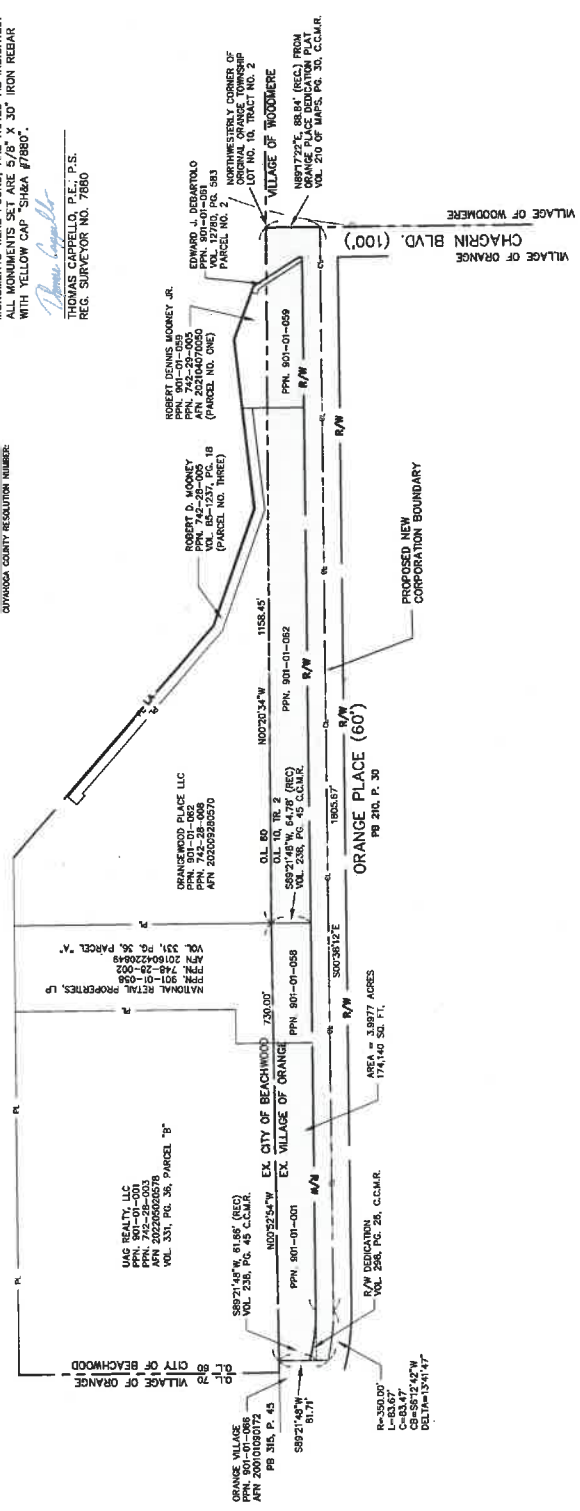 ALL MONUMENTS SET ARE 5/8" X 30" IRON REBAR
WITH YELLOW CAP "SH&A #7880".
Thomas Cappello
THOMAS CAPPELLO, P.E., P.S.
REG. SURVEYOR NO. 7880
CUYAHOGA COUNTY RESOLUTION NUMBER:
UAG REALTY, LLC
PPN. 901-01-001
PPN. 742-28-003
AFN 202205020578
VOL. 331, PG. 36, PARCEL "B"
NATIONAL RETAIL PROPERTIES, LP
PPN. 901-01-058
PPN. 748-28-002
AFN 201604220849
VOL. 331, PG. 36, PARCEL "A"
ORANGEWOOD PLACE LLC
PPN. 901-01-062
PPN. 742-28-008
AFN 202009280570
ROBERT D. MOONEY
PPN. 742-28-005
VOL. 85-1237, PG. 18
(PARCEL NO. THREE)
ROBERT DENNIS MOONEY JR.
PPN. 901-01-059
PPN. 742-29-005
AFN 202104070050
(PARCEL NO. ONE)
EDWARD J. DEBARTOLO
PPN. 901-01-061
VOL. 12780, PG. 583
PARCEL NO. 2
NORTHWESTERLY CORNER OF
ORIGINAL ORANGE TOWNSHIP
LOT NO. 10, TRACT NO. 2
VILLAGE OF WOODMERE
N89°17'22"E, 88.84' (REC.) FROM
ORANGE PLACE DEDICATION PLAT
VOL. 210 OF MAPS, PG. 30, C.C.M.R.
VILLAGE OF WOODMERE
CHAGRIN BLVD. (100')
VILLAGE OF ORANGE
VILLAGE OF ORANGE
O.L. 70
O.L. 60
CITY OF BEACHWOOD
ORANGE VILLAGE
PPN. 901-01-066
AFN 200101090172
PB 315, P. 45
S89°21'48"W
61.71'
S89°21'48"W, 61.66' (REC)
VOL. 238, PG. 45 C.C.M.R.
N00°52'54"W 730.00'
EX. CITY OF BEACHWOOD
EX. VILLAGE OF ORANGE
PPN. 901-01-001
PPN. 901-01-058
O.L. 60
O.L. 10, TR. 2
S89°21'48"W, 64.78' (REC)
VOL. 238, PG. 45 C.C.M.R.
N00°20'34"W 1158.45'
PPN. 901-01-062
PPN. 901-01-059
R/W
R/W
R/W
R/W DEDICATION
VOL. 298, PG. 25, C.C.M.R.
R=350.00'
L=83.67'
C=83.47'
CB=S6°12'42"W
DELTA=13°41'47"
AREA = 3.9977 ACRES
174,140 SQ. FT.
S00°38'12"E 1805.67'
R/W
R/W
R/W
ORANGE PLACE (60')
PB 210, P. 30
PROPOSED NEW
CORPORATION BOUNDARY